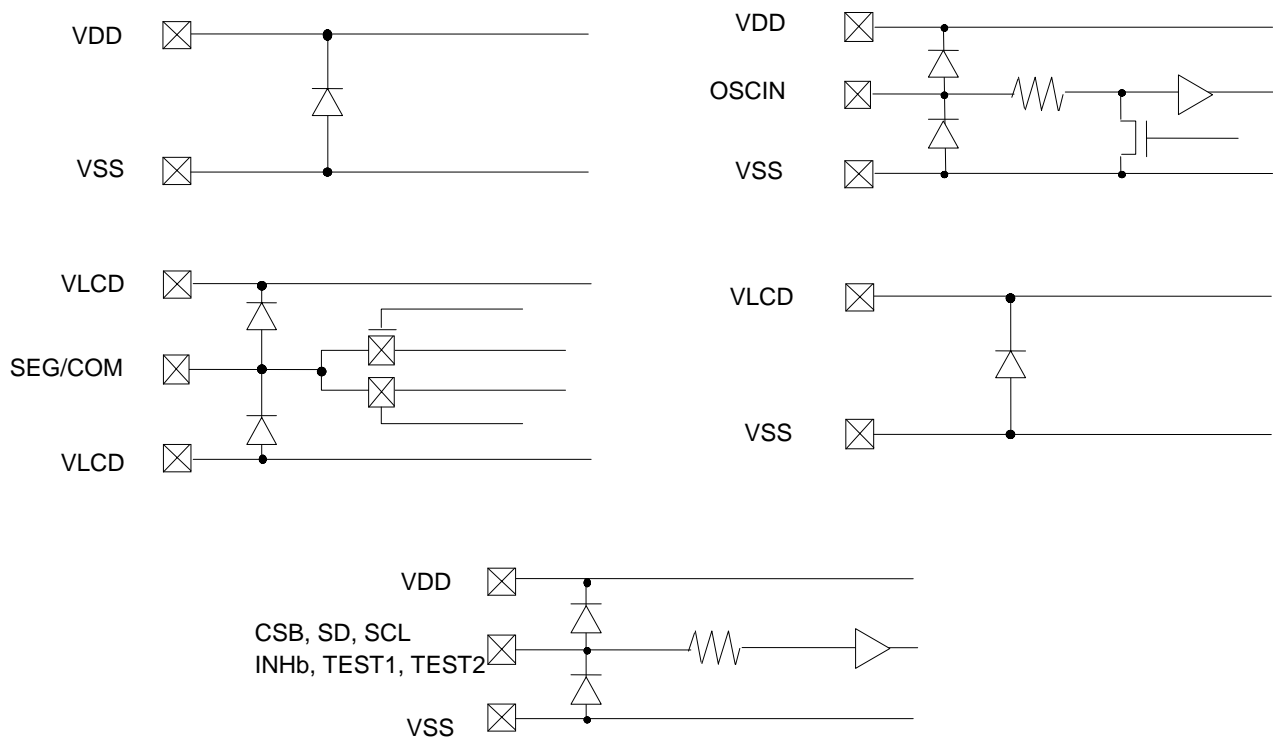 VDD
VSS
VDD
OSCIN
VSS
VLCD
SEG/COM
VLCD
VLCD
VSS
VDD
CSB, SD, SCL
INHb, TEST1, TEST2
VSS